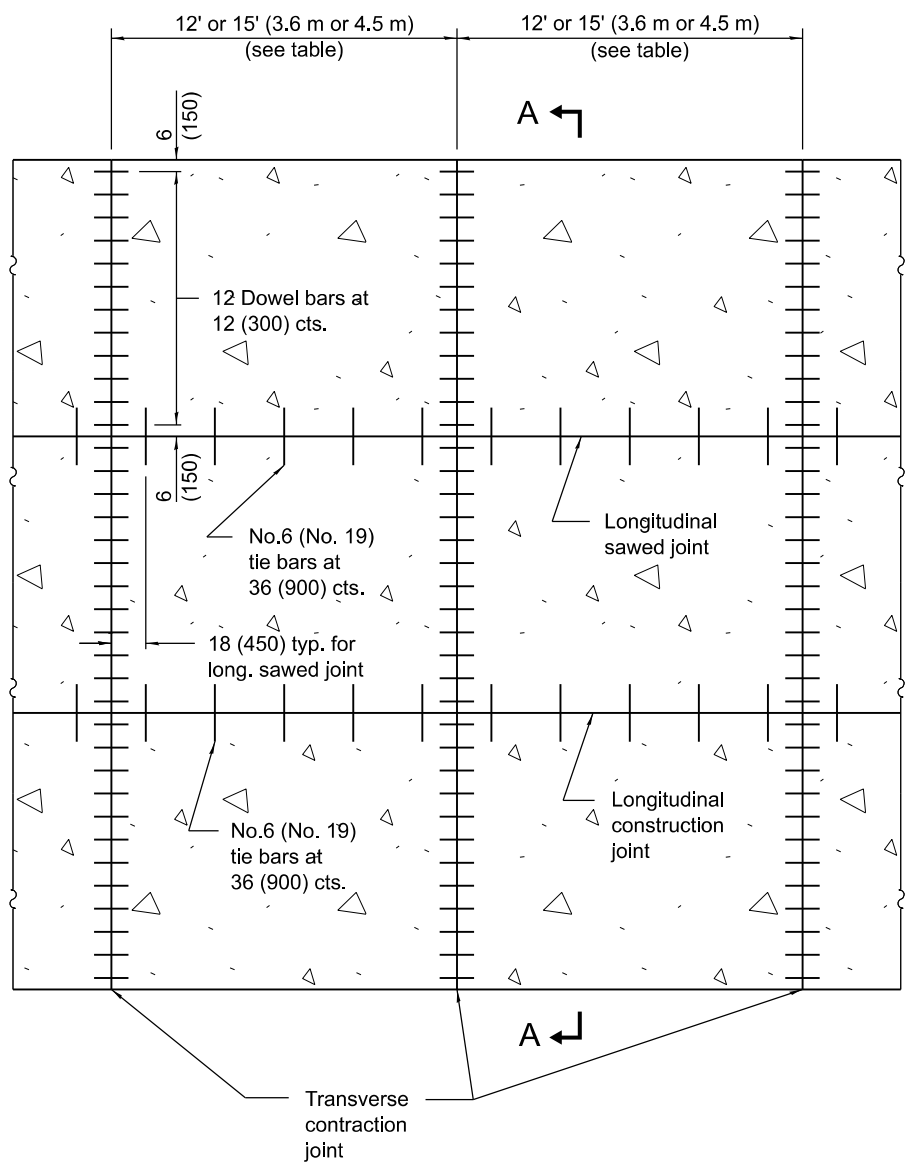 12' or 15' (3.6 m or 4.5 m)
(see table)
12' or 15' (3.6 m or 4.5 m)
(see table)
A
6
(150)
12 Dowel bars at
12 (300) cts.
6
(150)
No.6 (No. 19)
tie bars at
36 (900) cts.
Longitudinal
sawed joint
18 (450) typ. for
long. sawed joint
No.6 (No. 19)
tie bars at
36 (900) cts.
Longitudinal
construction
joint
A
Transverse
contraction
joint